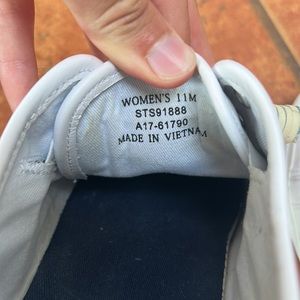 WOMEN'S 11M
STS91888
A17-61790
MADE IN VIETNAM